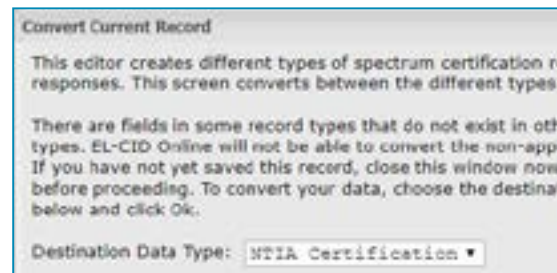 Convert Current Record
This editor creates different types of spectrum certification r
responses. This screen converts between the different types
There are fields in some record types that do not exist in oth
types. EL-CID Online will not be able to convert the non-app
If you have not yet saved this record, close this window now
before proceeding. To convert your data, choose the destina
below and click Ok.
Destination Data Type: NTIA Certification